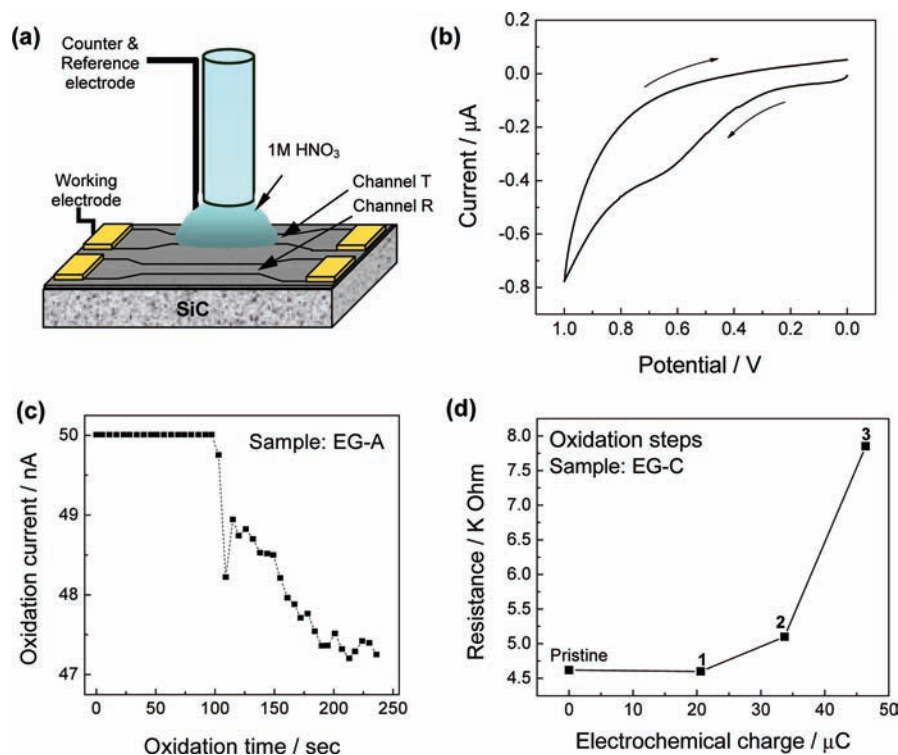 (a)
Counter &
Reference
electrode
1M HNO₃
Working
electrode
Channel T
Channel R
SiC
(b)
0.2
0.0
-0.2
-0.4
-0.6
-0.8
Current / μA
1.0 0.8 0.6 0.4 0.2 0.0
Potential / V
(c)
50
49
48
47
Oxidation current / nA
Sample: EG-A
0 50 100 150 200 250
Oxidation time / sec
(d)
8.0
7.5
7.0
6.5
6.0
5.5
5.0
4.5
Resistance / K Ohm
Oxidation steps
Sample: EG-C
3
2
1
Pristine
0 10 20 30 40 50
Electrochemical charge / μC